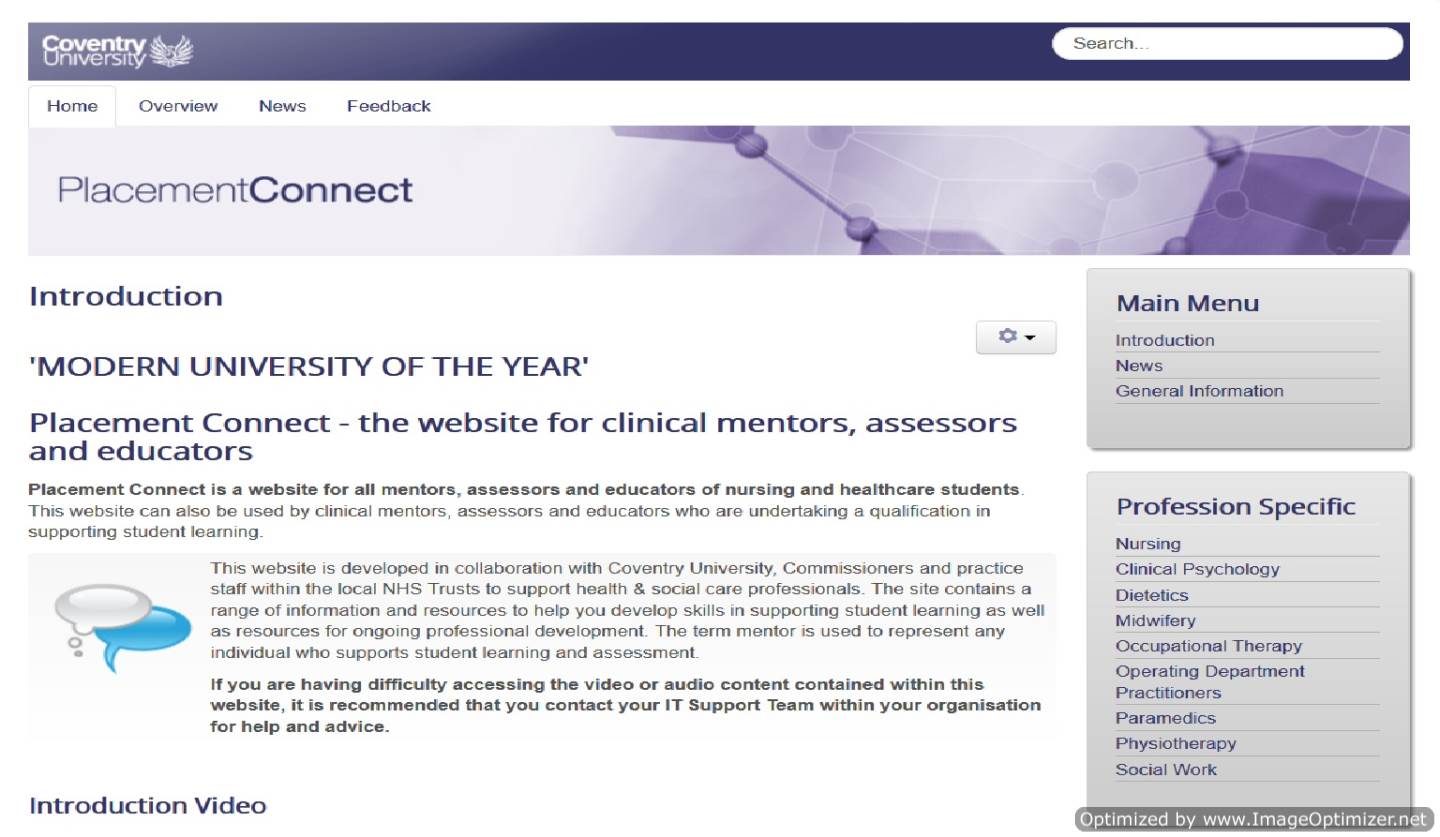 Coventry
University
Search...
Home
Overview
News
Feedback
PlacementConnect
Introduction
'MODERN UNIVERSITY OF THE YEAR'
Placement Connect - the website for clinical mentors, assessors
and educators
Placement Connect is a website for all mentors, assessors and educators of nursing and healthcare students.
This website can also be used by clinical mentors, assessors and educators who are undertaking a qualification in
supporting student learning.
This website is developed in collaboration with Coventry University, Commissioners and practice
staff within the local NHS Trusts to support health & social care professionals. The site contains a
range of information and resources to help you develop skills in supporting student learning as well
as resources for ongoing professional development. The term mentor is used to represent any
individual who supports student learning and assessment.
If you are having difficulty accessing the video or audio content contained within this
website, it is recommended that you contact your IT Support Team within your organisation
for help and advice.
Introduction Video
Main Menu
Introduction
News
General Information
Profession Specific
Nursing
Clinical Psychology
Dietetics
Midwifery
Occupational Therapy
Operating Department
Practitioners
Paramedics
Physiotherapy
Social Work
Optimized by www.ImageOptimizer.net